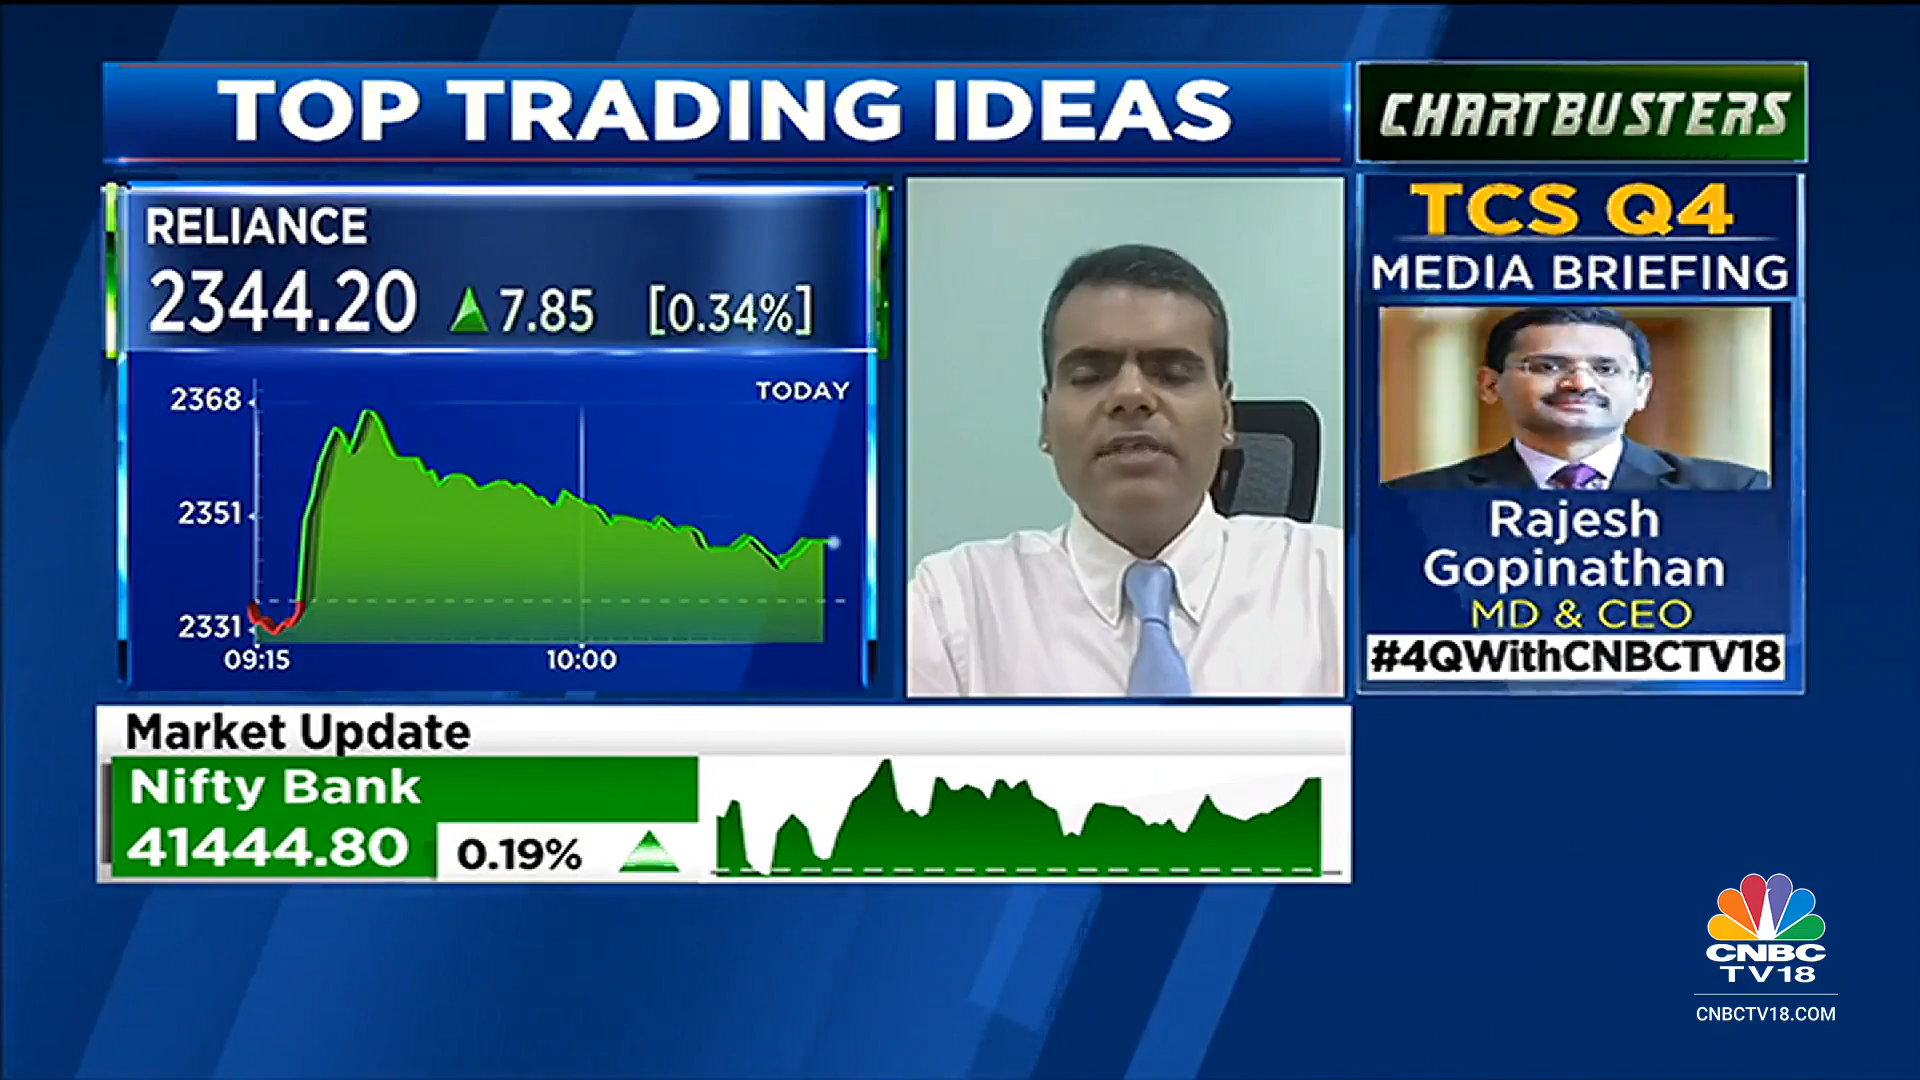 TOP TRADING IDEAS
CHARTBUSTERS
RELIANCE
2344.20 7.85 [0.34%]
TODAY
2368
2351
2331
09:15 10:00
TCS Q4
MEDIA BRIEFING
Rajesh
Gopinathan
MD & CEO
#4QWithCNBCTV18
Market Update
Nifty Bank
41444.80 0.19%
CNBC
TV18
CNBCTV18.COM